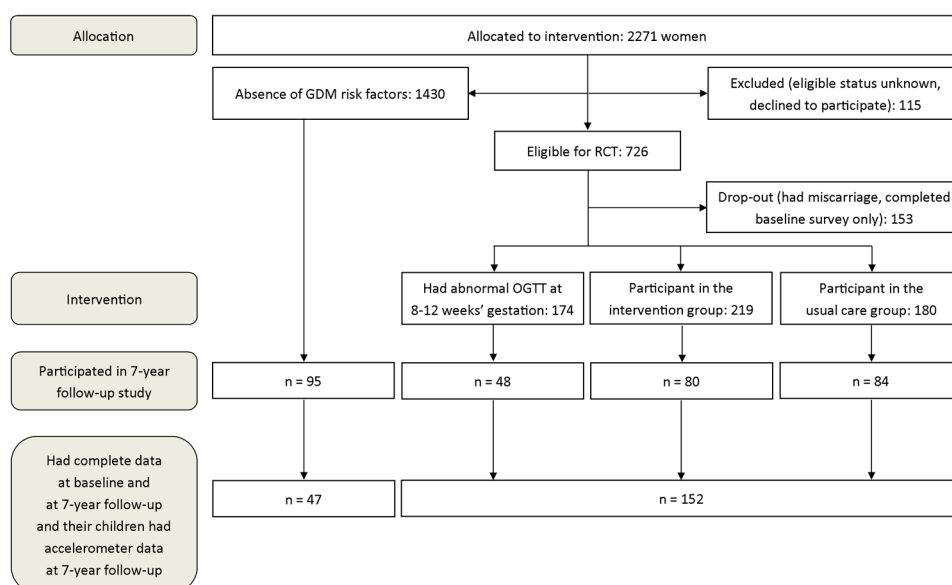 Allocation
Allocated to intervention: 2271 women
Absence of GDM risk factors: 1430
Excluded (eligible status unknown,
declined to participate): 115
Eligible for RCT: 726
Drop-out (had miscarriage, completed
baseline survey only): 153
Intervention
Had abnormal OGTT at
8-12 weeks' gestation: 174
Participant in the
intervention group: 219
Participant in the
usual care group: 180
Participated in 7-year
follow-up study
n = 95
n = 48
n = 80
n = 84
Had complete data
at baseline and
at 7-year follow-up
and their children had
accelerometer data
at 7-year follow-up
n = 47
n = 152